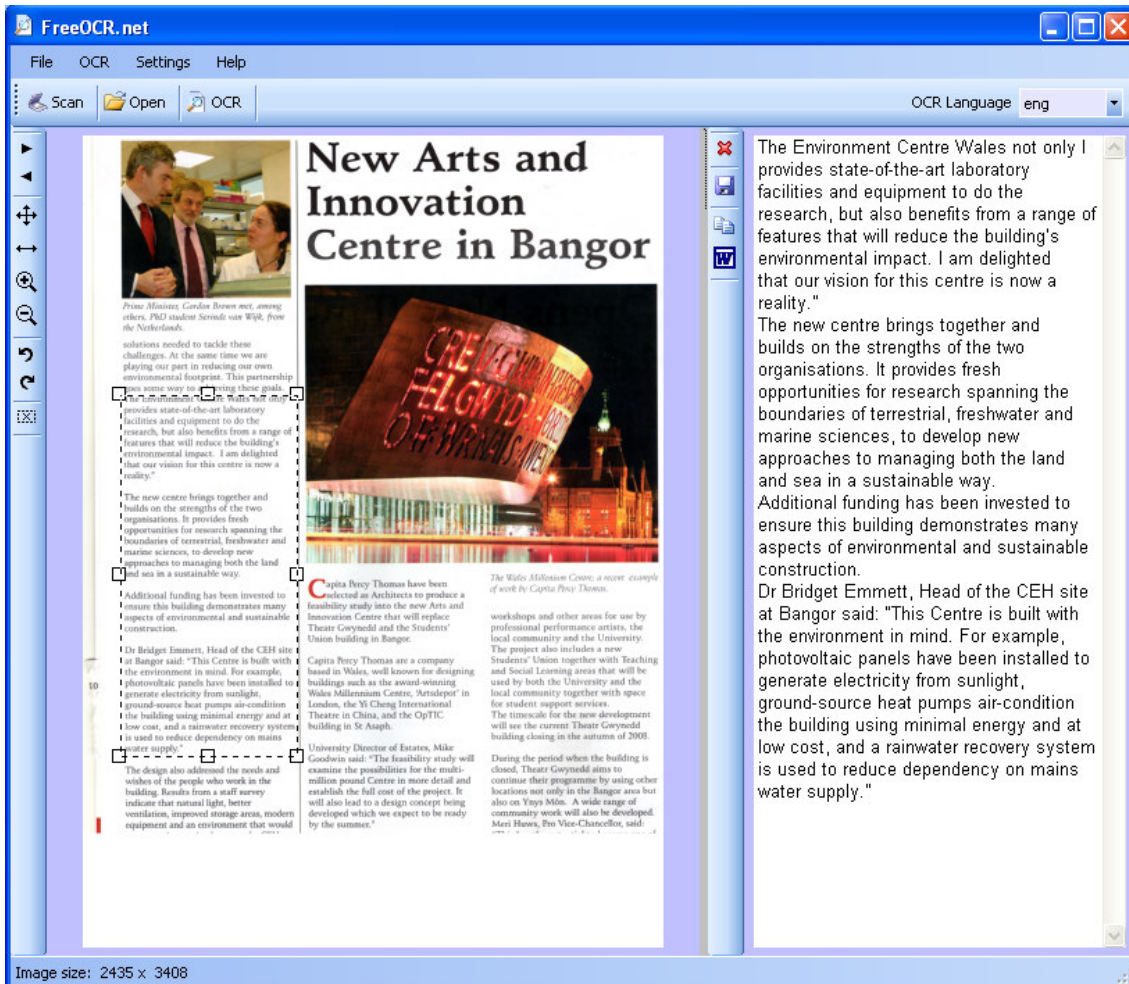 FreeOCR.net
File OCR Settings Help
Scan Open OCR
OCR Language eng
New Arts and
Innovation
Centre in Bangor
Prime Minister, Gordon Brown met, among
others, PhD student Serinde van Wijk, from
the Netherlands.
solutions needed to tackle these
challenges. At the same time we are
playing our part in reducing our own
environmental footprint. This partnership
goes some way to these goals.
The Environment Centre Wales not only
provides state-of-the-art laboratory
facilities and equipment to do the
research, but also benefits from a range of
features that will reduce the building's
environmental impact. I am delighted
that our vision for this centre is now a
reality."
The new centre brings together and
builds on the strengths of the two
organisations. It provides fresh
opportunities for research spanning the
boundaries of terrestrial, freshwater and
marine sciences, to develop new
approaches to managing both the land
and sea in a sustainable way.
Additional funding has been invested to
ensure this building demonstrates many
aspects of environmental and sustainable
construction.
Dr Bridget Emmett, Head of the CEH site
at Bangor said: "This Centre is built with
the environment in mind. For example,
photovoltaic panels have been installed to
generate electricity from sunlight,
ground-source heat pumps air-condition
the building using minimal energy and at
low cost, and a rainwater recovery system
is used to reduce dependency on mains
water supply."
The design also addressed the needs and
wishes of the people who work in the
building. Results from a staff survey
indicate that natural light, better
ventilation, improved storage areas, modern
equipment and an environment that would
10
CRE
FELGWYDR
O FFWRNAIS AWEN
Capita Percy Thomas have been
selected as Architects to produce a
feasibility study into the new Arts and
Innovation Centre that will replace
Theatr Gwynedd and the Students'
Union building in Bangor.
Capita Percy Thomas are a company
based in Wales, well known for designing
buildings such as the award-winning
Wales Millennium Centre, 'Artsdepot' in
London, the Yi Cheng International
Theatre in China, and the OpTIC
building in St Asaph.
University Director of Estates, Mike
Goodwin said: "The feasibility study will
examine the possibilities for the multi-
million pound Centre in more detail and
establish the full cost of the project. It
will also lead to a design concept being
developed which we expect to be ready
by the summer."
The Wales Millenium Centre; a recent example
of work by Capita Percy Thomas.
workshops and other areas for use by
professional performance artists, the
local community and the University.
The project also includes a new
Students' Union together with Teaching
and Social Learning areas that will be
used by both the University and the
local community together with space
for student support services.
The timescale for the new development
will see the current Theatr Gwynedd
building closing in the autumn of 2008.
During the period when the building is
closed, Theatr Gwynedd aims to
continue their programme by using other
locations not only in the Bangor area but
also on Ynys Môn. A wide range of
community work will also be developed.
Meri Huws, Pro Vice-Chancellor, said:
The Environment Centre Wales not only I
provides state-of-the-art laboratory
facilities and equipment to do the
research, but also benefits from a range of
features that will reduce the building's
environmental impact. I am delighted
that our vision for this centre is now a
reality."
The new centre brings together and
builds on the strengths of the two
organisations. It provides fresh
opportunities for research spanning the
boundaries of terrestrial, freshwater and
marine sciences, to develop new
approaches to managing both the land
and sea in a sustainable way.
Additional funding has been invested to
ensure this building demonstrates many
aspects of environmental and sustainable
construction.
Dr Bridget Emmett, Head of the CEH site
at Bangor said: "This Centre is built with
the environment in mind. For example,
photovoltaic panels have been installed to
generate electricity from sunlight,
ground-source heat pumps air-condition
the building using minimal energy and at
low cost, and a rainwater recovery system
is used to reduce dependency on mains
water supply."
Image size: 2435 x 3408